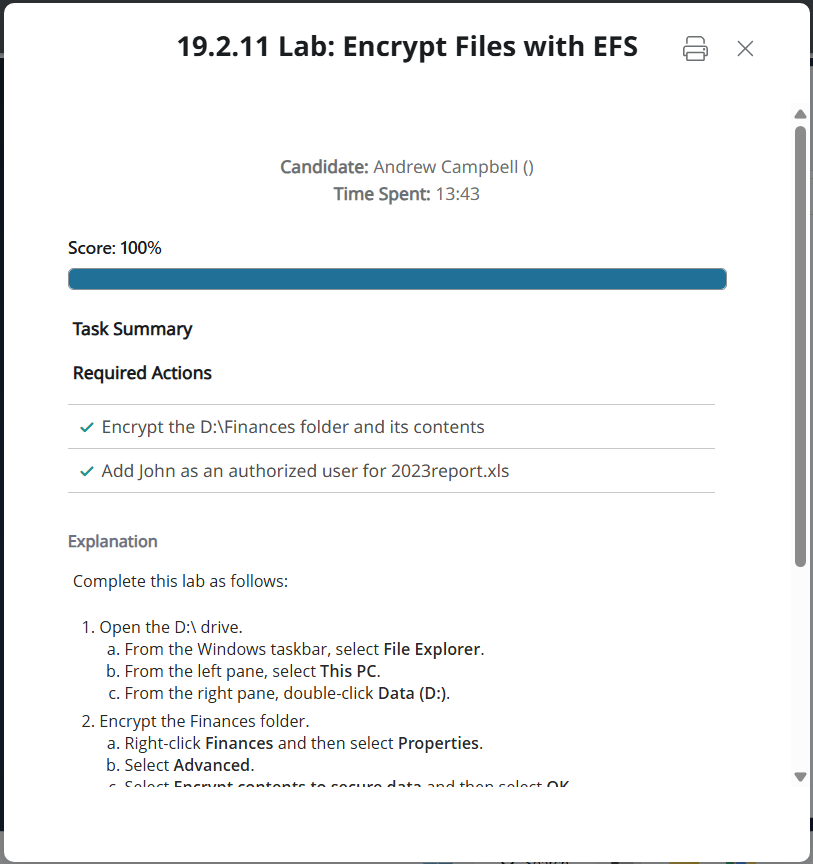 19.2.11 Lab: Encrypt Files with EFS
Candidate: Andrew Campbell ()
Time Spent: 13:43
Score: 100%
Task Summary
Required Actions
Encrypt the D:\Finances folder and its contents
Add John as an authorized user for 2023report.xls
Explanation
Complete this lab as follows:
1. Open the D:\ drive.
a. From the Windows taskbar, select File Explorer.
b. From the left pane, select This PC.
c. From the right pane, double-click Data (D:).
2. Encrypt the Finances folder.
a. Right-click Finances and then select Properties.
b. Select Advanced.
c. Select Encrypt contents to secure data and then select OK.